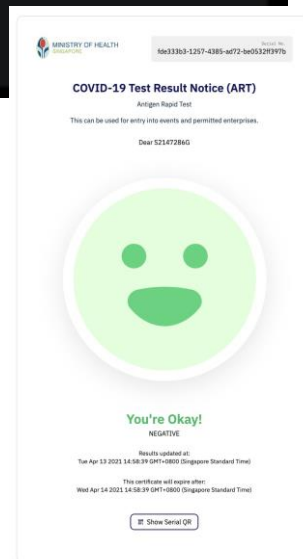 MINISTRY OF HEALTH
SINGAPORE
Serial No.
fde333b3-1257-4385-ad72-be0532ff397b
COVID-19 Test Result Notice (ART)
Antigen Rapid Test
This can be used for entry into events and permitted enterprises.
Dear S2147286G
You're Okay!
NEGATIVE
Results updated at:
Tue Apr 13 2021 14:58:39 GMT+0800 (Singapore Standard Time)
This certificate will expire after:
Wed Apr 14 2021 14:58:39 GMT+0800 (Singapore Standard Time)
Show Serial QR